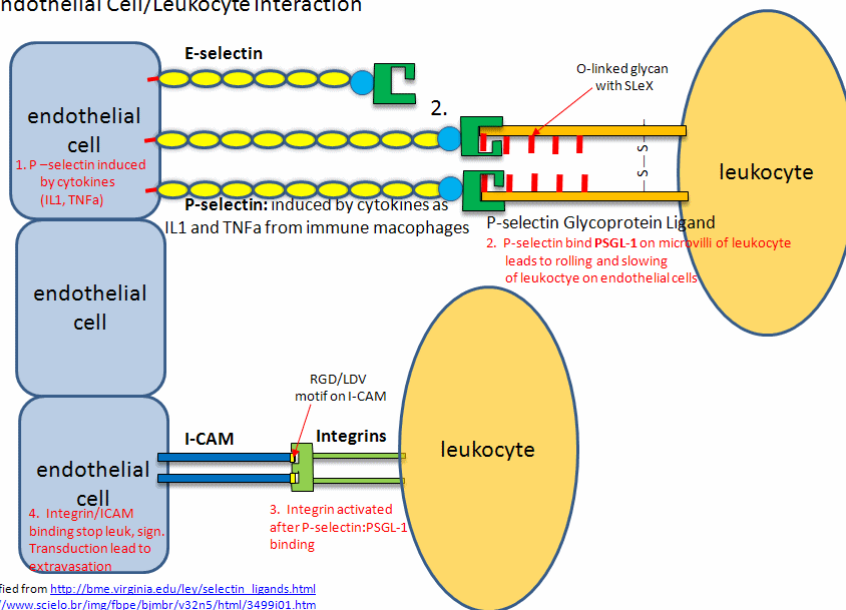 Endothelial Cell/Leukocyte Interaction
E-selectin
O-linked glycan
with SLeX
2.
endothelial
cell
1. P –selectin induced
by cytokines
(IL1, TNFa)
S
S
S
S
leukocyte
P-selectin: induced by cytokines as
IL1 and TNFa from immune macophages
P-selectin Glycoprotein Ligand
2. P-selectin bind PSGL-1 on microvilli of leukocyte
leads to rolling and slowing
of leukoctye on endothelial cells
endothelial
cell
RGD/LDV
motif on I-CAM
I-CAM
Integrins
leukocyte
endothelial
cell
4. Integrin/ICAM
binding stop leuk, sign.
Transduction lead to
extravasation
3. Integrin activated
after P-selectin:PSGL-1
binding
fied from http://bme.virginia.edu/ley/selectin_ligands.html
//www.scielo.br/img/fbpe/bjmbr/v32n5/html/3499i01.htm